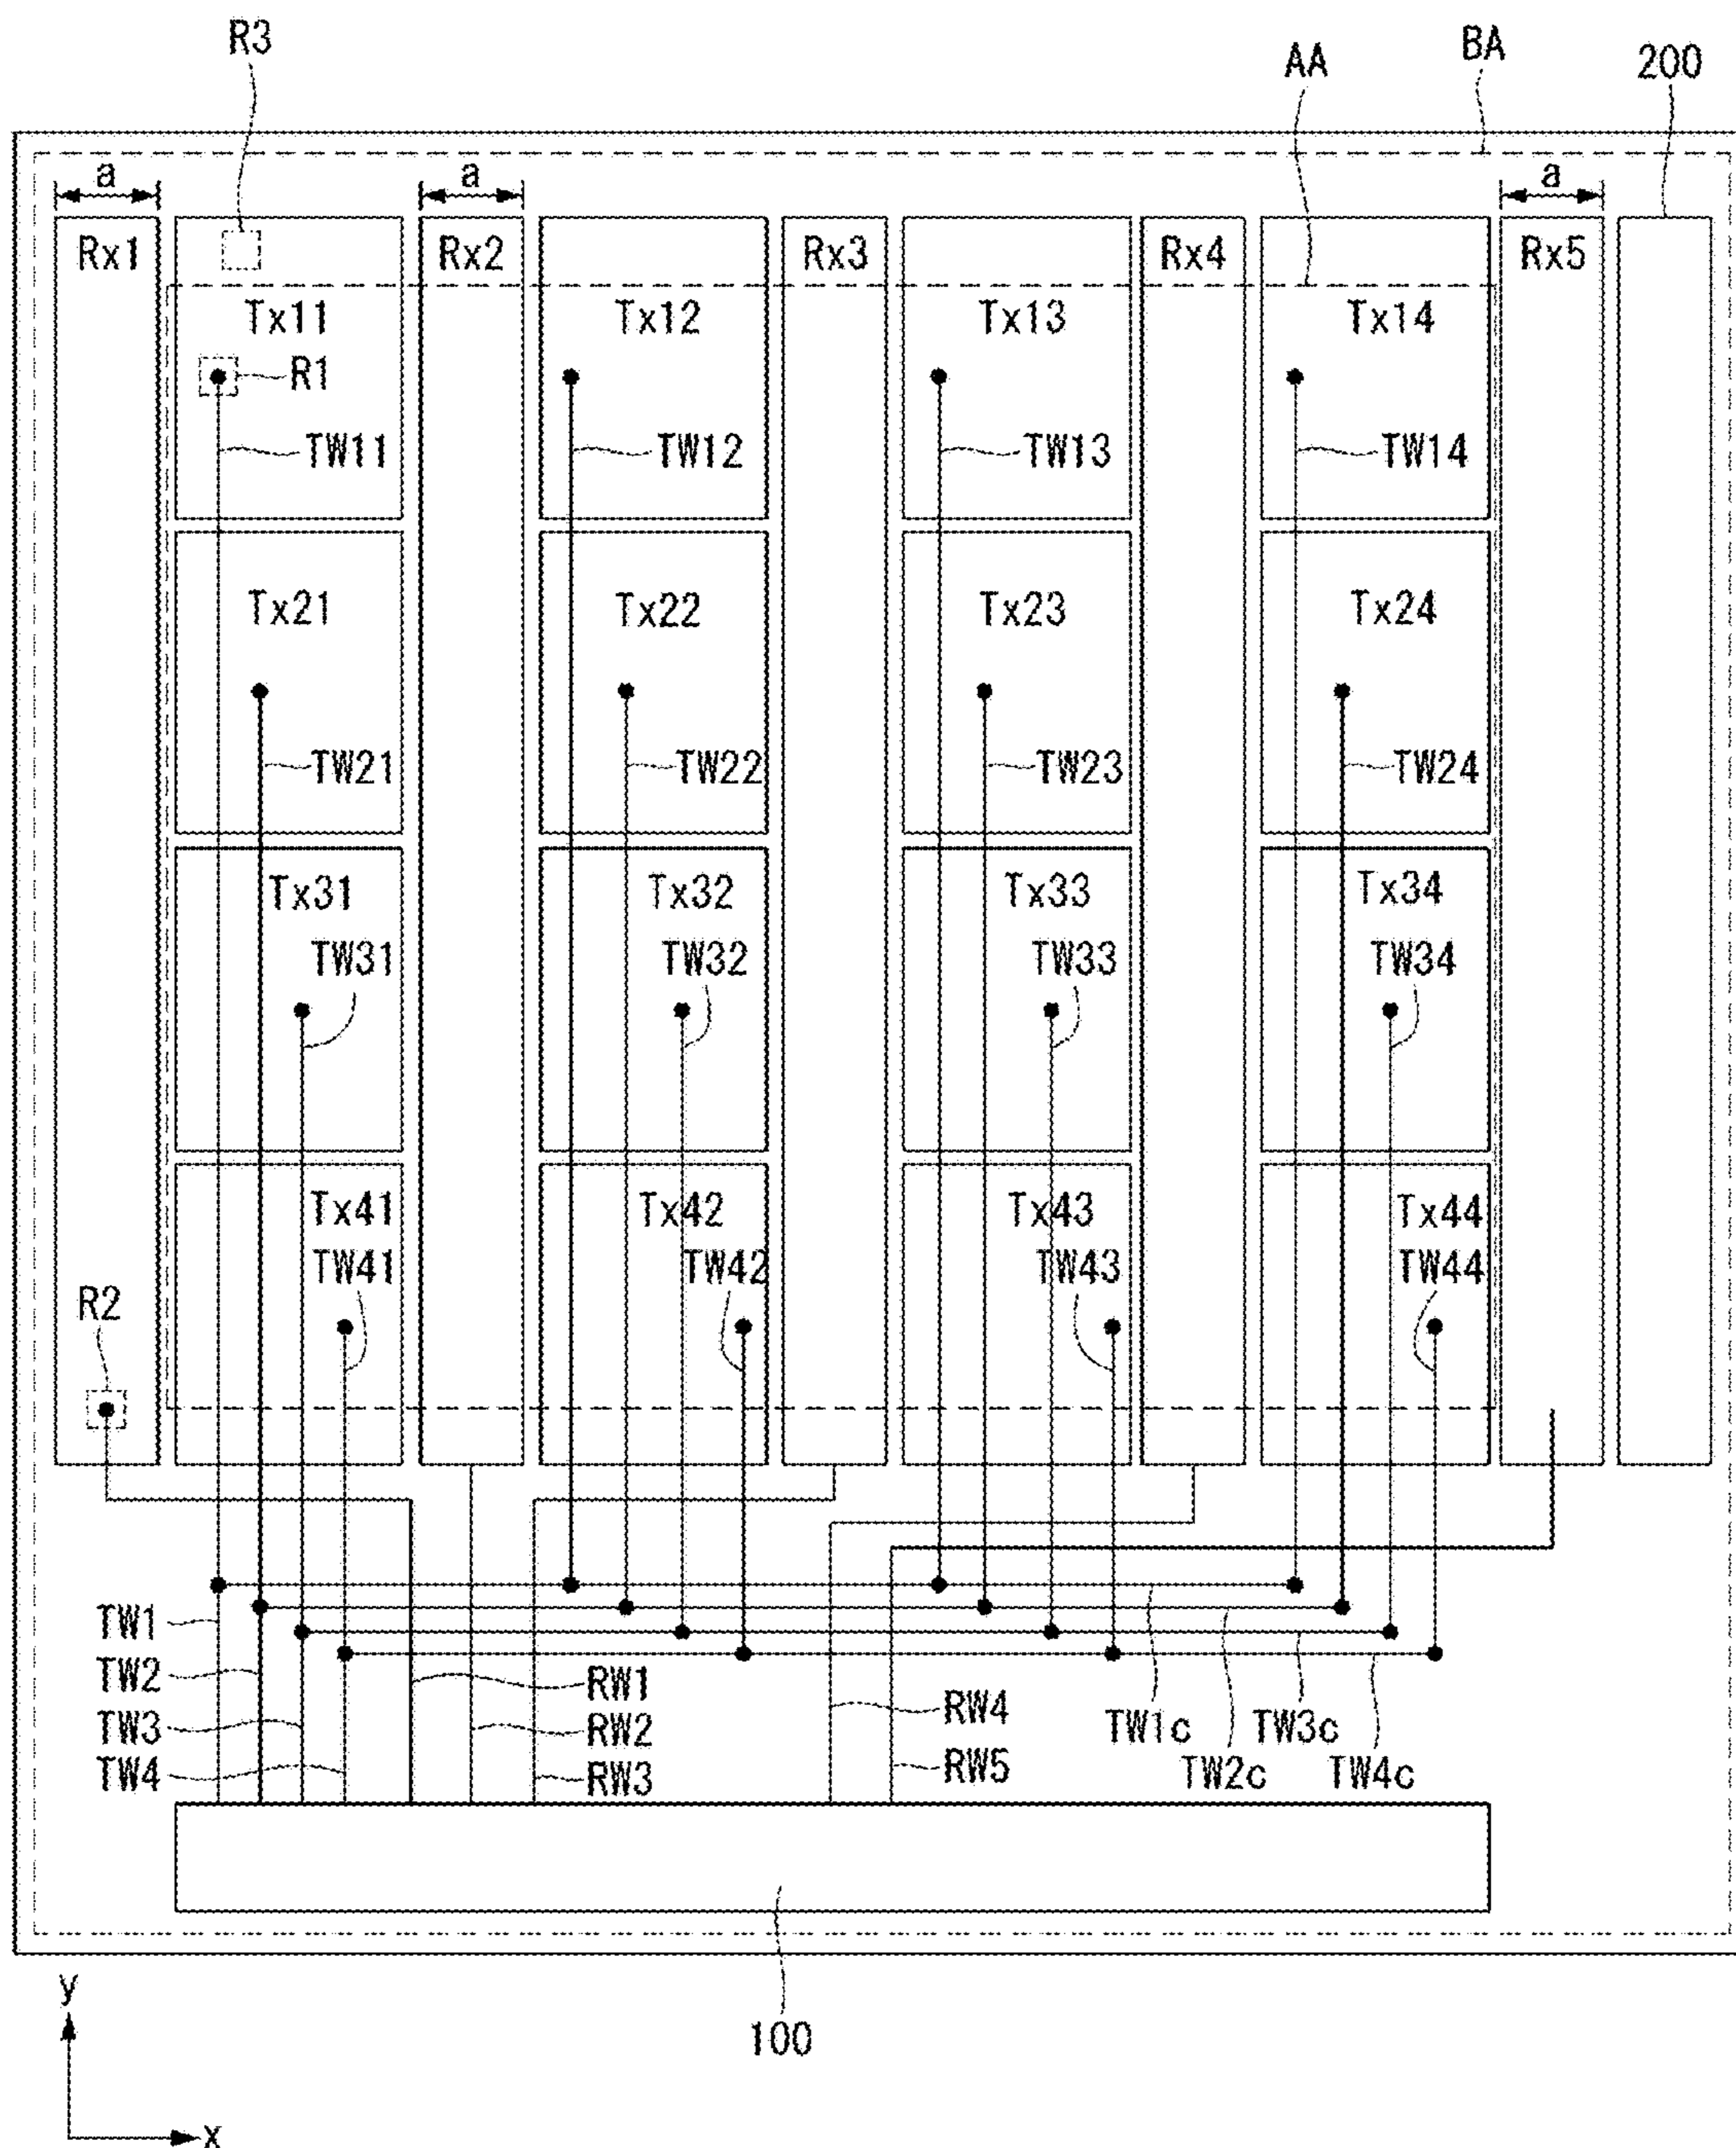 R3
AA
BA
200
a
a
a
Rx1
Rx2
Rx3
Rx4
Rx5
Tx11
Tx12
Tx13
Tx14
R1
TW11
TW12
TW13
TW14
Tx21
Tx22
Tx23
Tx24
TW21
TW22
TW23
TW24
Tx31
Tx32
Tx33
Tx34
TW31
TW32
TW33
TW34
Tx41
Tx42
Tx43
Tx44
TW41
TW42
TW43
TW44
R2
TW1
TW2
TW3
TW4
RW1
RW2
RW3
RW4
RW5
TW1c
TW3c
TW2c
TW4c
y
x
100